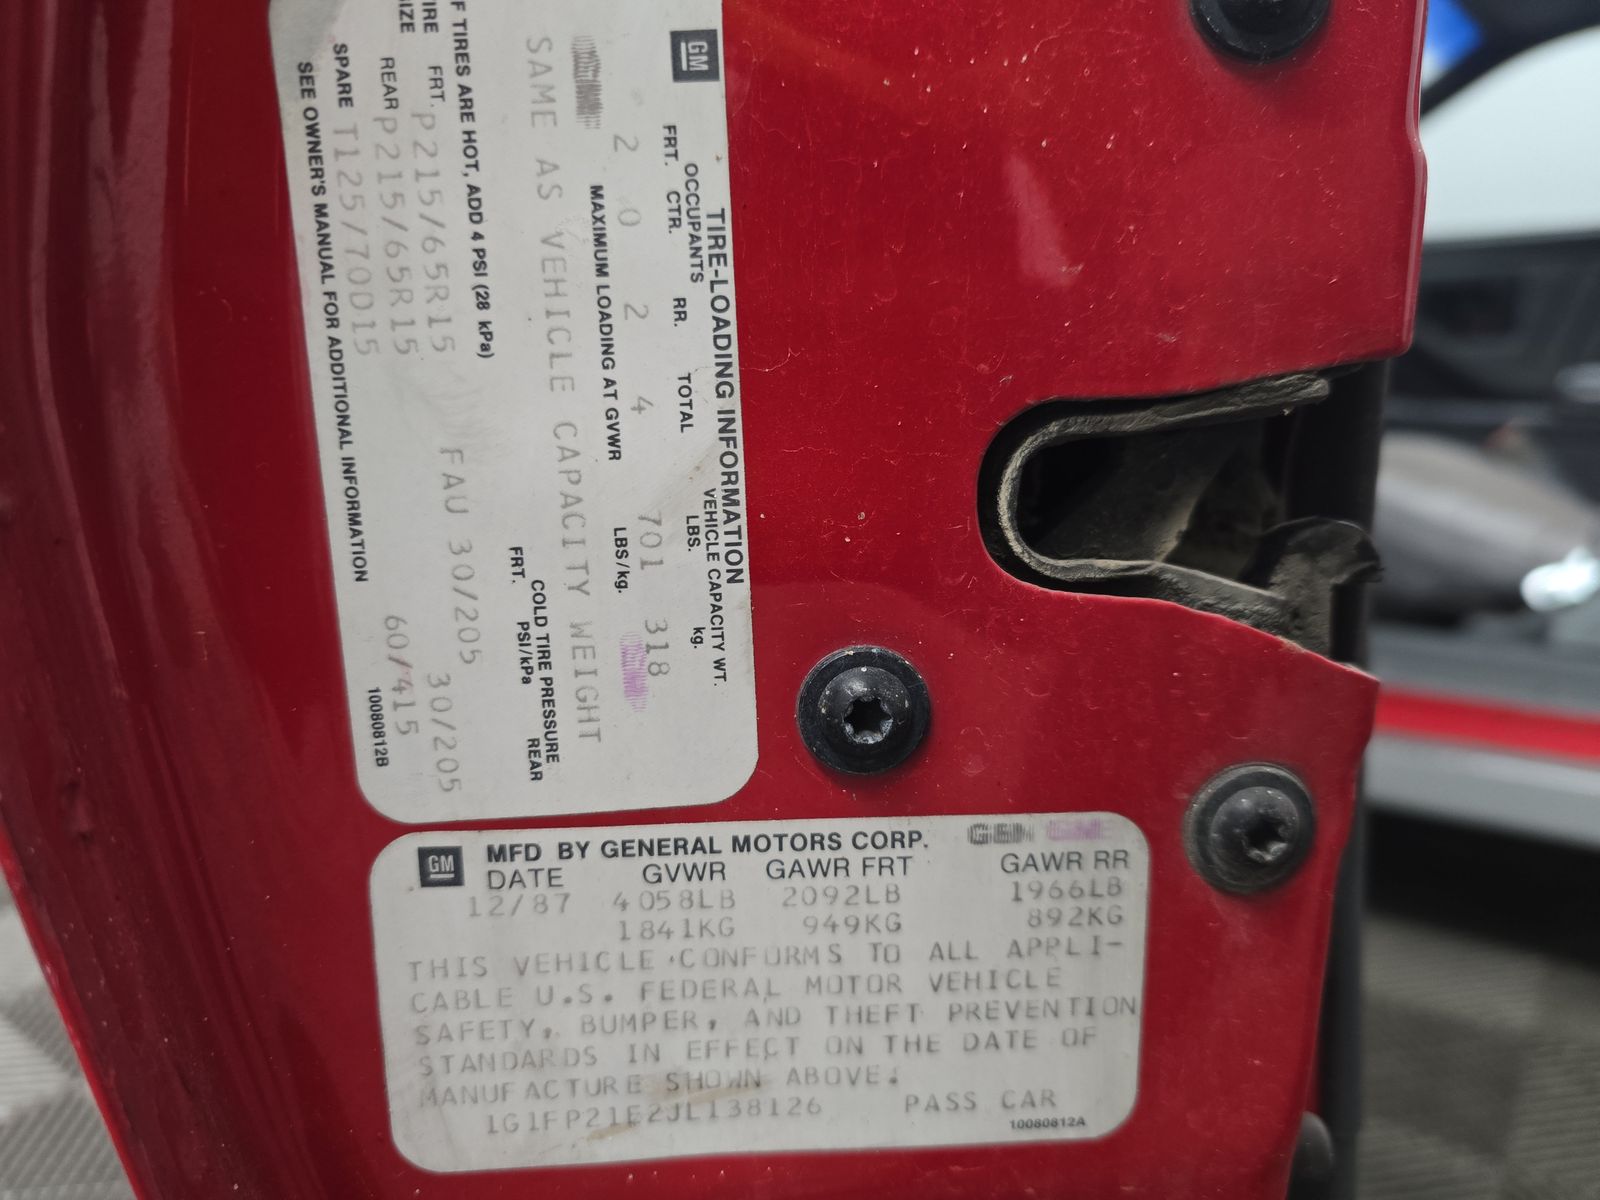 GM
TIRE-LOADING INFORMATION
OCCUPANTS VEHICLE CAPACITY WT.
FRT. CTR. RR. TOTAL LBS. kg.
2 0 2 4 701 318
MAXIMUM LOADING AT GVWR LBS/kg.
SAME AS VEHICLE CAPACITY WEIGHT
COLD TIRE PRESSURE
FRT. PSI/kPa REAR
IF TIRES ARE HOT, ADD 4 PSI (28 kPa)
FRT. P215/65R15 FAU 30/205 30/205
REAR P215/65R15
SPARE T125/70D15 60/415
SEE OWNER'S MANUAL FOR ADDITIONAL INFORMATION 10080812B
GM
MFD BY GENERAL MOTORS CORP.
DATE GVWR GAWR FRT GAWR RR
12/87 4058LB 2092LB 1966LB
1841KG 949KG 892KG
THIS VEHICLE CONFORMS TO ALL APPLI-
CABLE U.S. FEDERAL MOTOR VEHICLE
SAFETY, BUMPER, AND THEFT PREVENTION
STANDARDS IN EFFECT ON THE DATE OF
MANUFACTURE SHOWN ABOVE.
1G1FP21E2JL138126 PASS CAR
10080812A